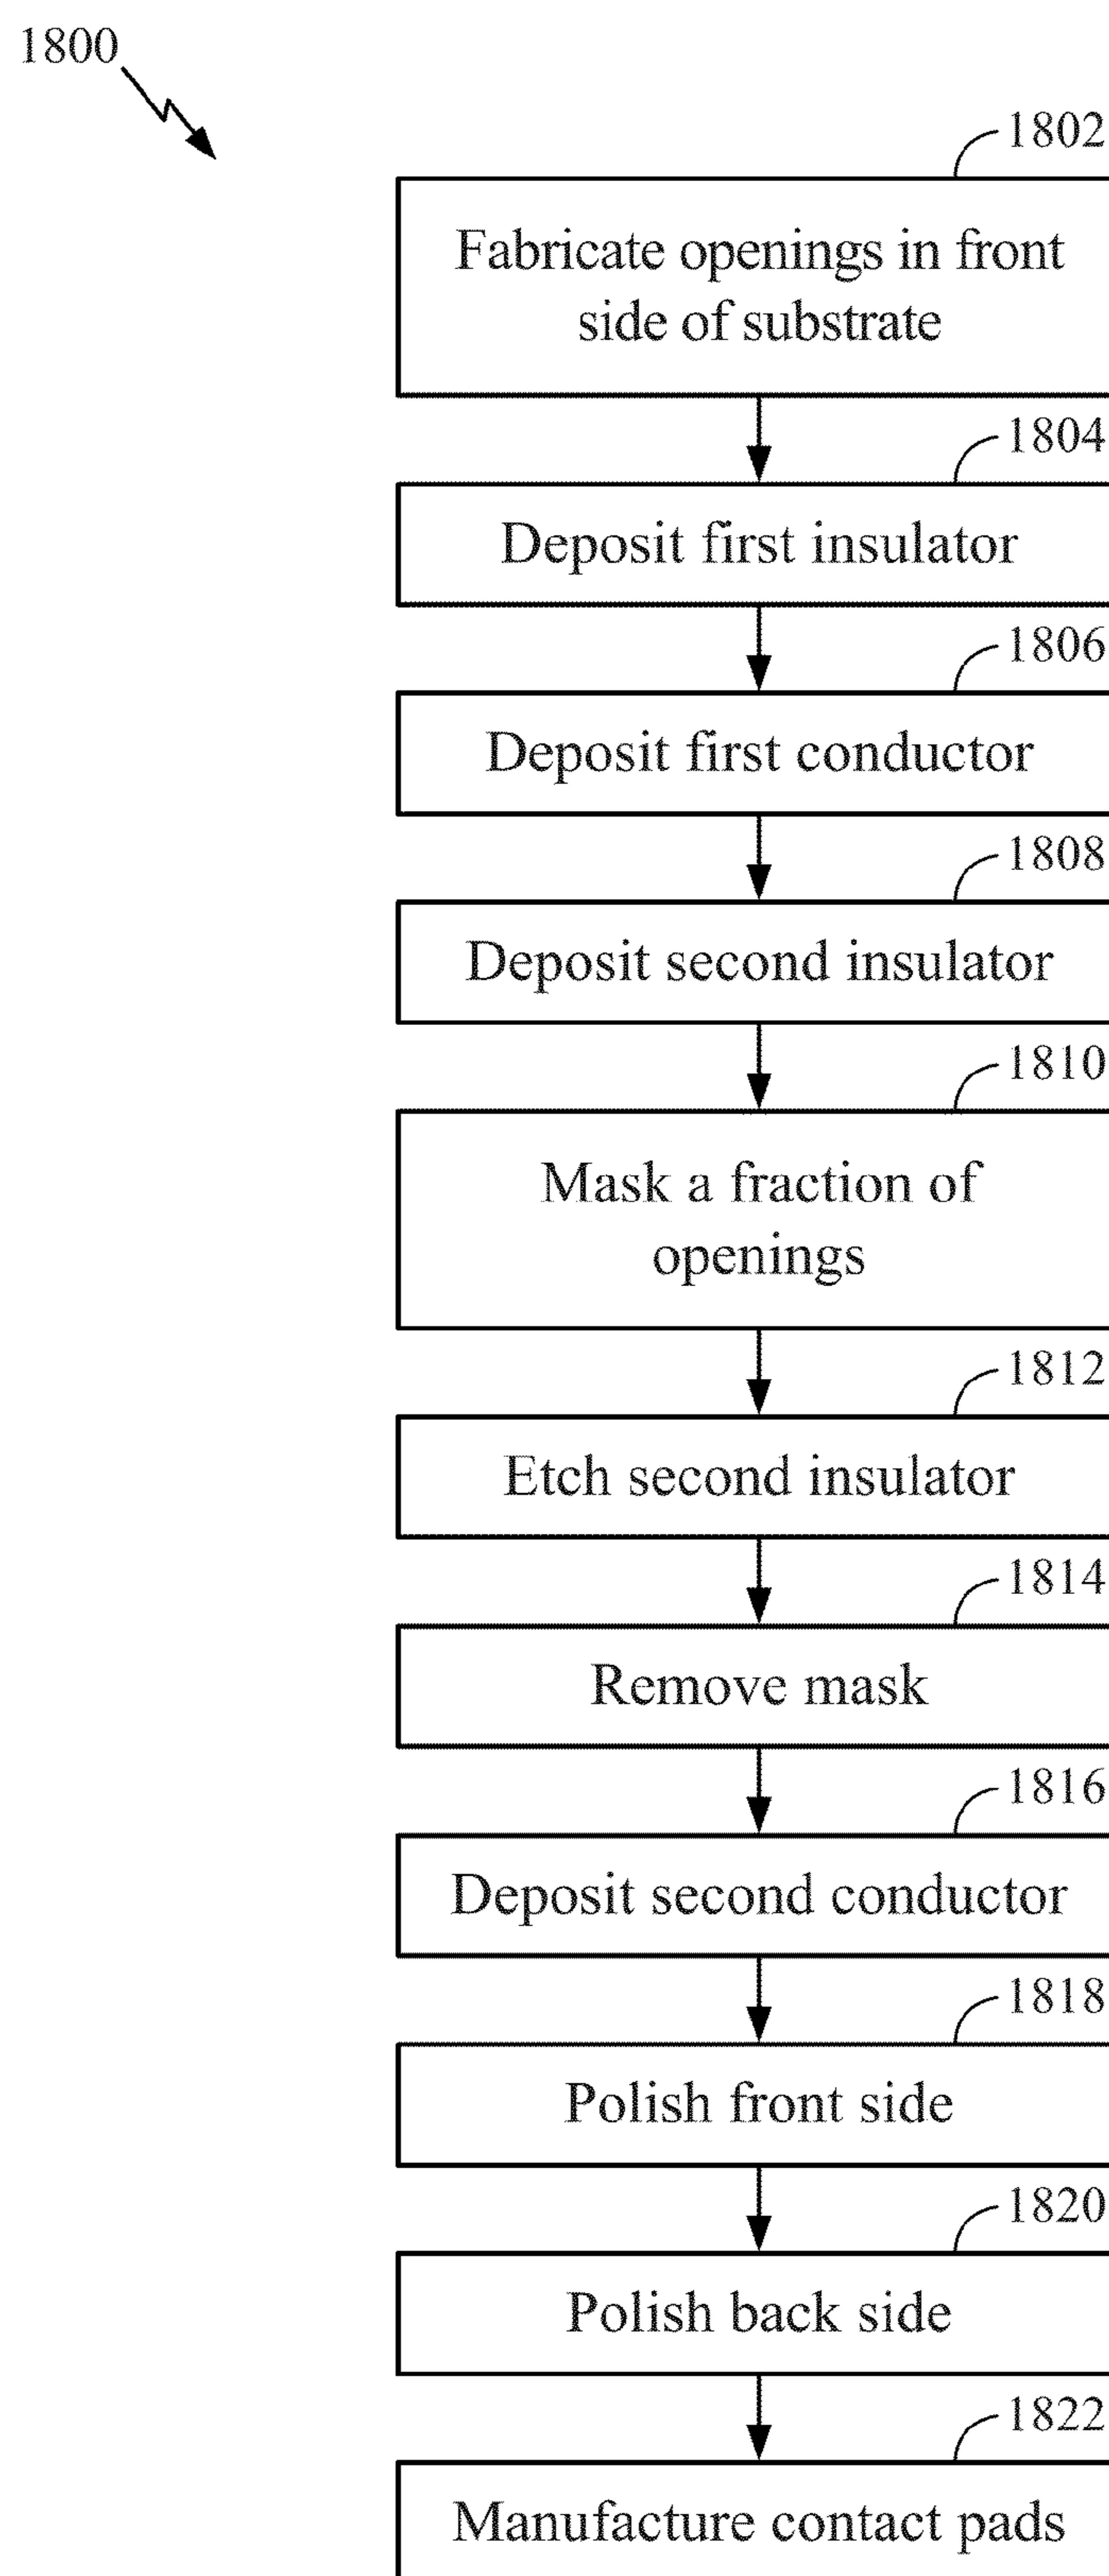 1800
1802
Fabricate openings in front
side of substrate
1804
Deposit first insulator
1806
Deposit first conductor
1808
Deposit second insulator
1810
Mask a fraction of
openings
1812
Etch second insulator
1814
Remove mask
1816
Deposit second conductor
1818
Polish front side
1820
Polish back side
1822
Manufacture contact pads